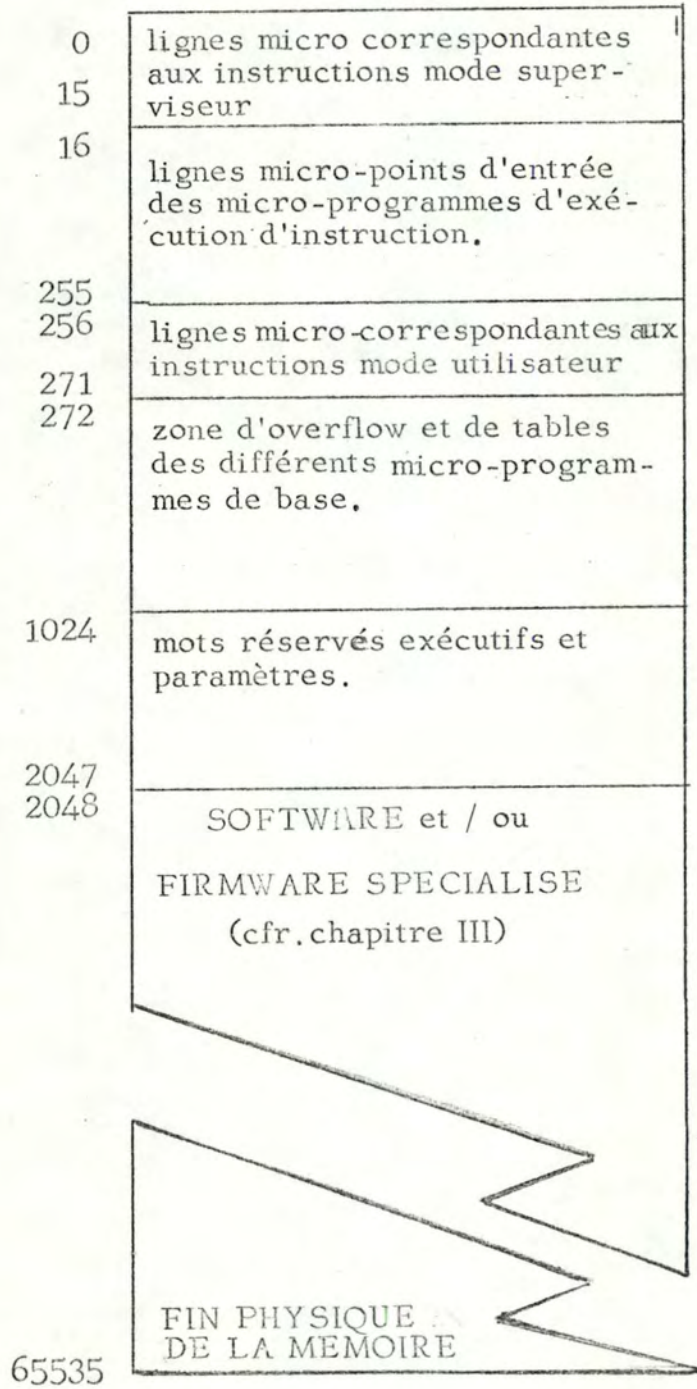 0
15
lignes micro correspondantes
aux instructions mode super-
viseur
16
255
lignes micro-points d'entrée
des micro-programmes d'exé-
cution d'instruction.
256
271
lignes micro-correspondantes aux
instructions mode utilisateur
272
zone d'overflow et de tables
des différents micro-program-
mes de base.
1024
2047
mots réservés exécutifs et
paramètres.
2048
SOFTWARE et / ou
FIRMWARE SPECIALISE
(cfr.chapitre III)
FIN PHYSIQUE
DE LA MEMOIRE
65535